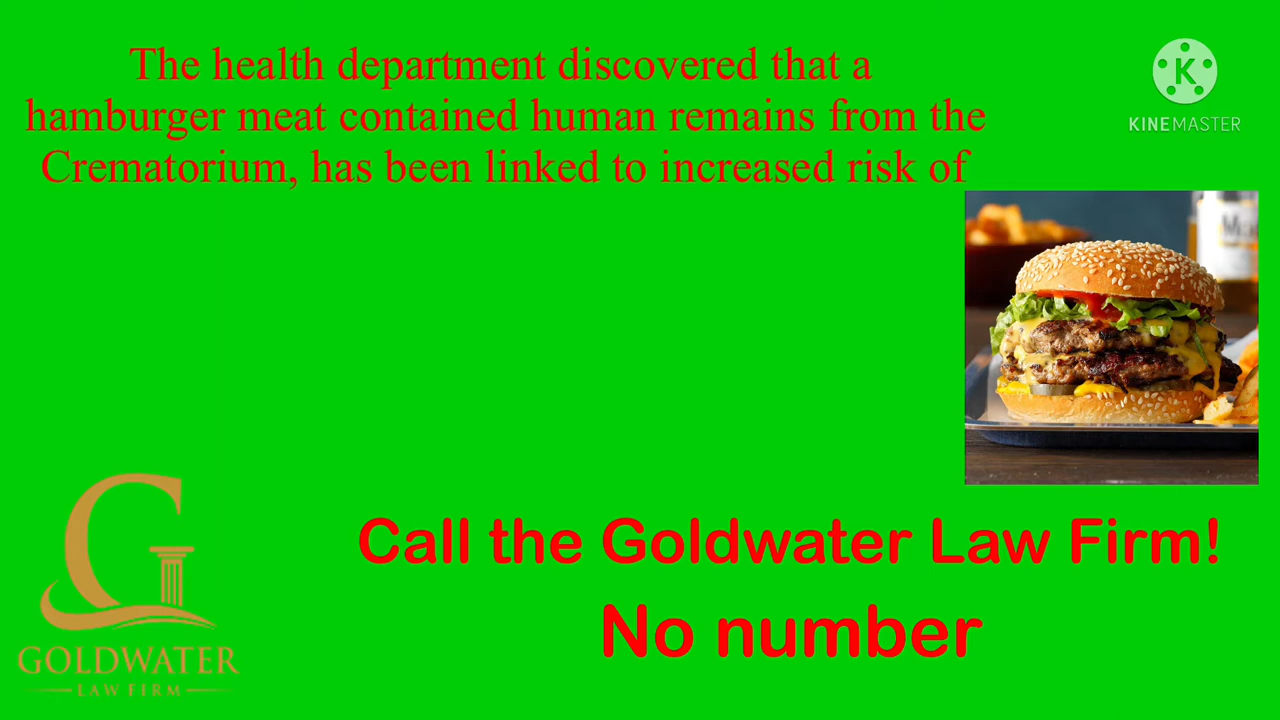 The health department discovered that a
hamburger meat contained human remains from the
Crematorium, has been linked to increased risk of
K
KINEMASTER
Call the Goldwater Law Firm!
No number
G
GOLDWATER
LAW FIRM